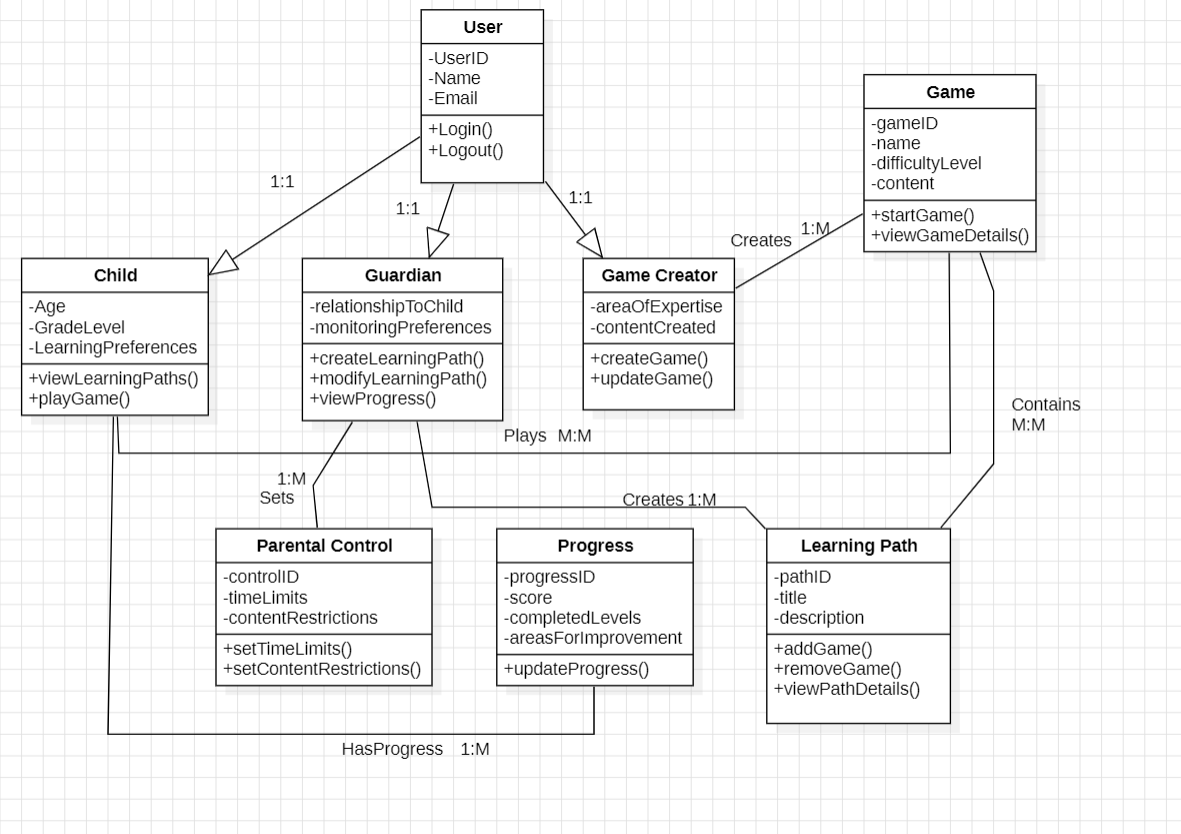 User
-UserID
-Name
-Email
+Login()
+Logout()
Game
-gameID
-name
-difficultyLevel
-content
+startGame()
+viewGameDetails()
1:1
1:1
1:1
Creates 1:M
Child
-Age
-GradeLevel
-LearningPreferences
+viewLearningPaths()
+playGame()
Guardian
-relationshipToChild
-monitoringPreferences
+createLearningPath()
+modifyLearningPath()
+viewProgress()
Game Creator
-areaOfExpertise
-contentCreated
+createGame()
+updateGame()
Contains
M:M
Plays M:M
1:M
Sets
Creates 1:M
Parental Control
-controlID
-timeLimits
-contentRestrictions
+setTimeLimits()
+setContentRestrictions()
Progress
-progressID
-score
-completedLevels
-areasForImprovement
+updateProgress()
Learning Path
-pathID
-title
-description
+addGame()
+removeGame()
+viewPathDetails()
HasProgress 1:M